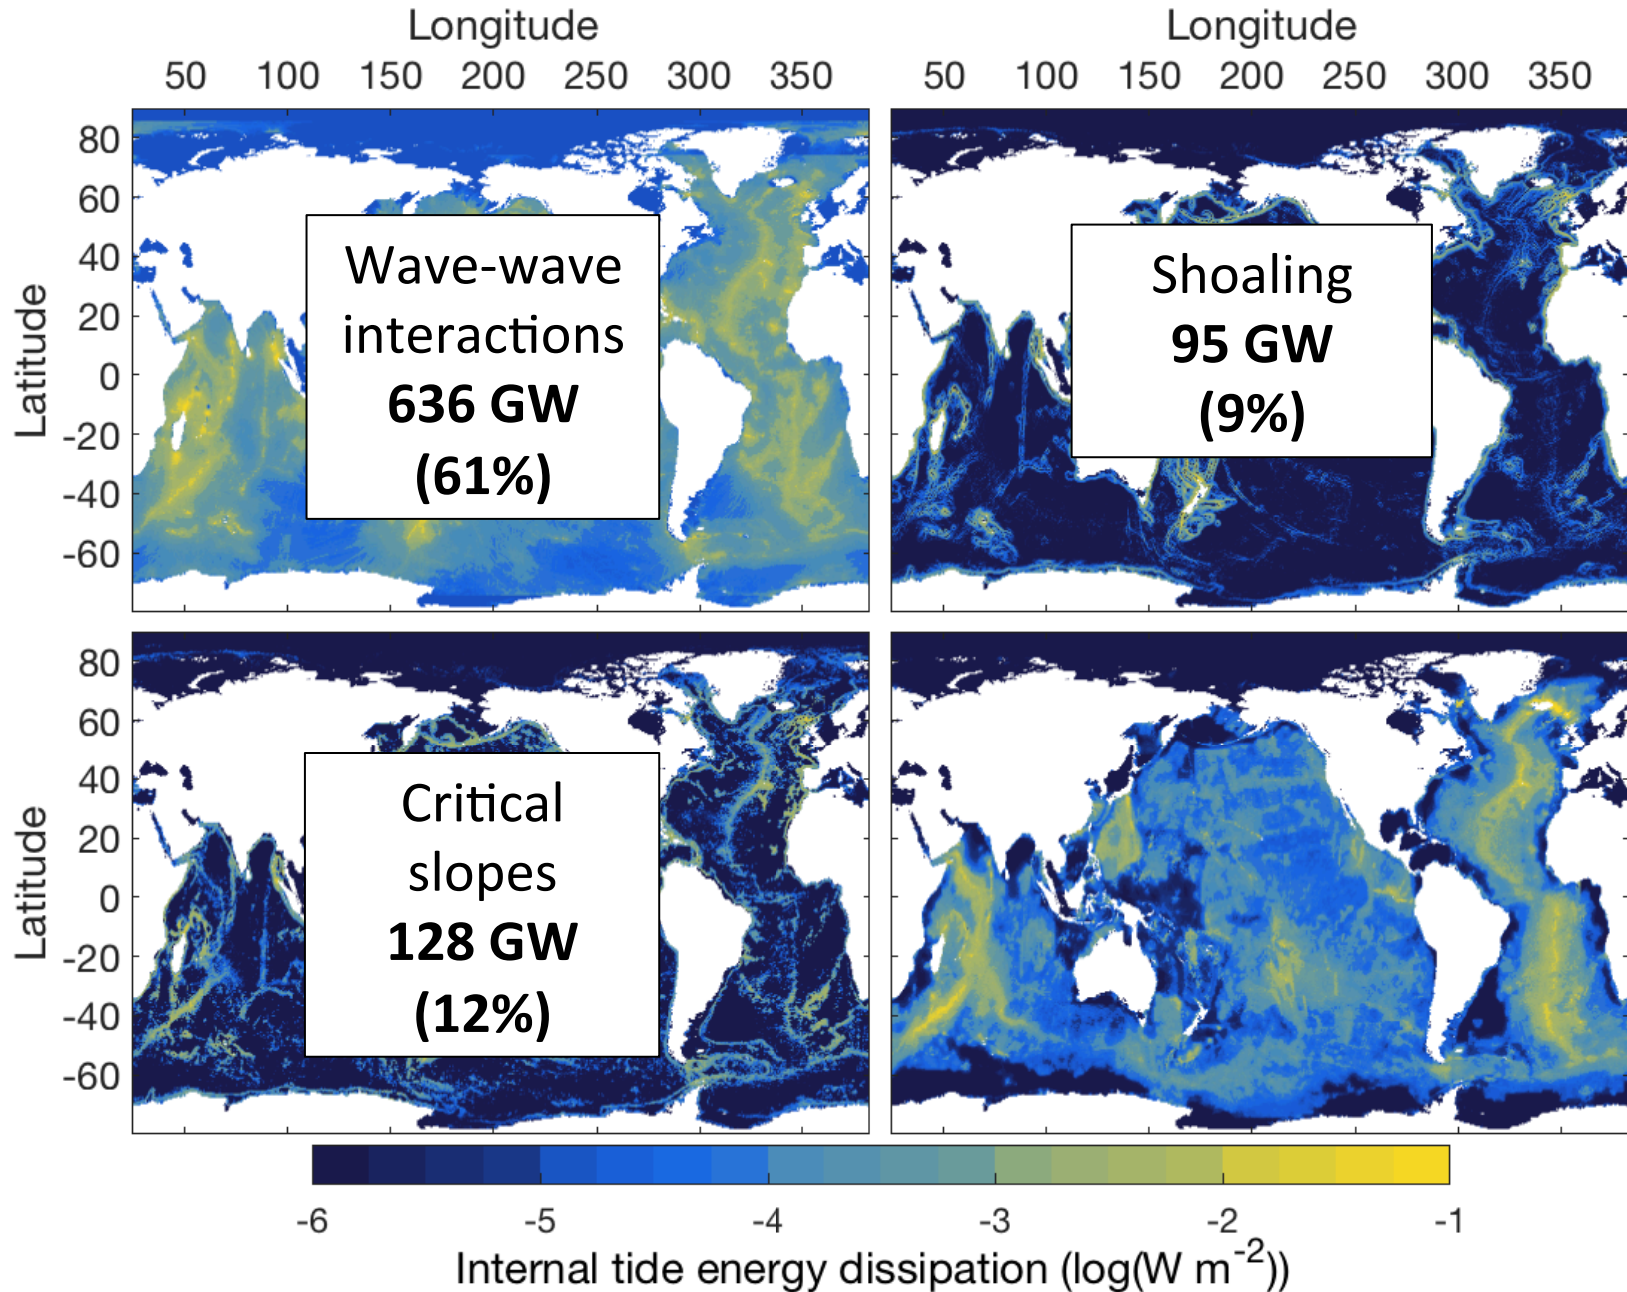 Longitude
Longitude
50 100 150 200 250 300 350
50 100 150 200 250 300 350
Latitude
80
60
40
20
0
-20
-40
-60
Wave-wave
interactions
636 GW
(61%)
Shoaling
95 GW
(9%)
Latitude
80
60
40
20
0
-20
-40
-60
Critical
slopes
128 GW
(12%)
-6 -5 -4 -3 -2 -1
Internal tide energy dissipation (log(W m⁻²))